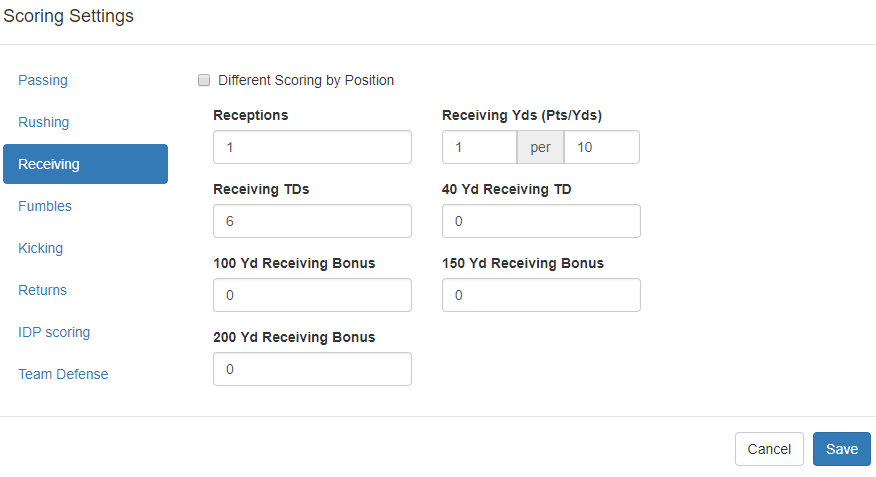 Scoring Settings
Passing
Rushing
Receiving
Fumbles
Kicking
Returns
IDP scoring
Team Defense
Different Scoring by Position
Receptions
1
Receiving Yds (Pts/Yds)
1 per 10
Receiving TDs
6
40 Yd Receiving TD
0
100 Yd Receiving Bonus
0
150 Yd Receiving Bonus
0
200 Yd Receiving Bonus
0
Cancel
Save